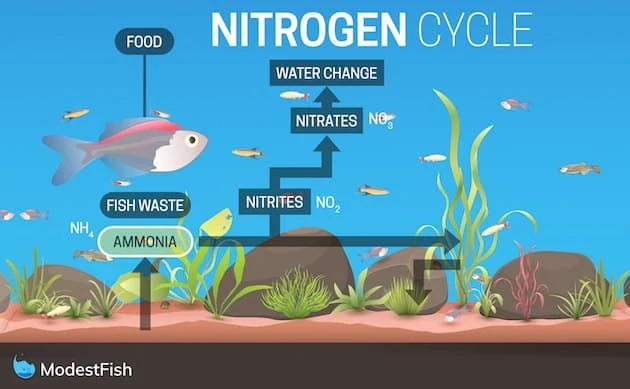 NITROGEN CYCLE
FOOD
WATER CHANGE
NITRATES NO3
FISH WASTE
NITRITES NO2
NH4
AMMONIA
ModestFish